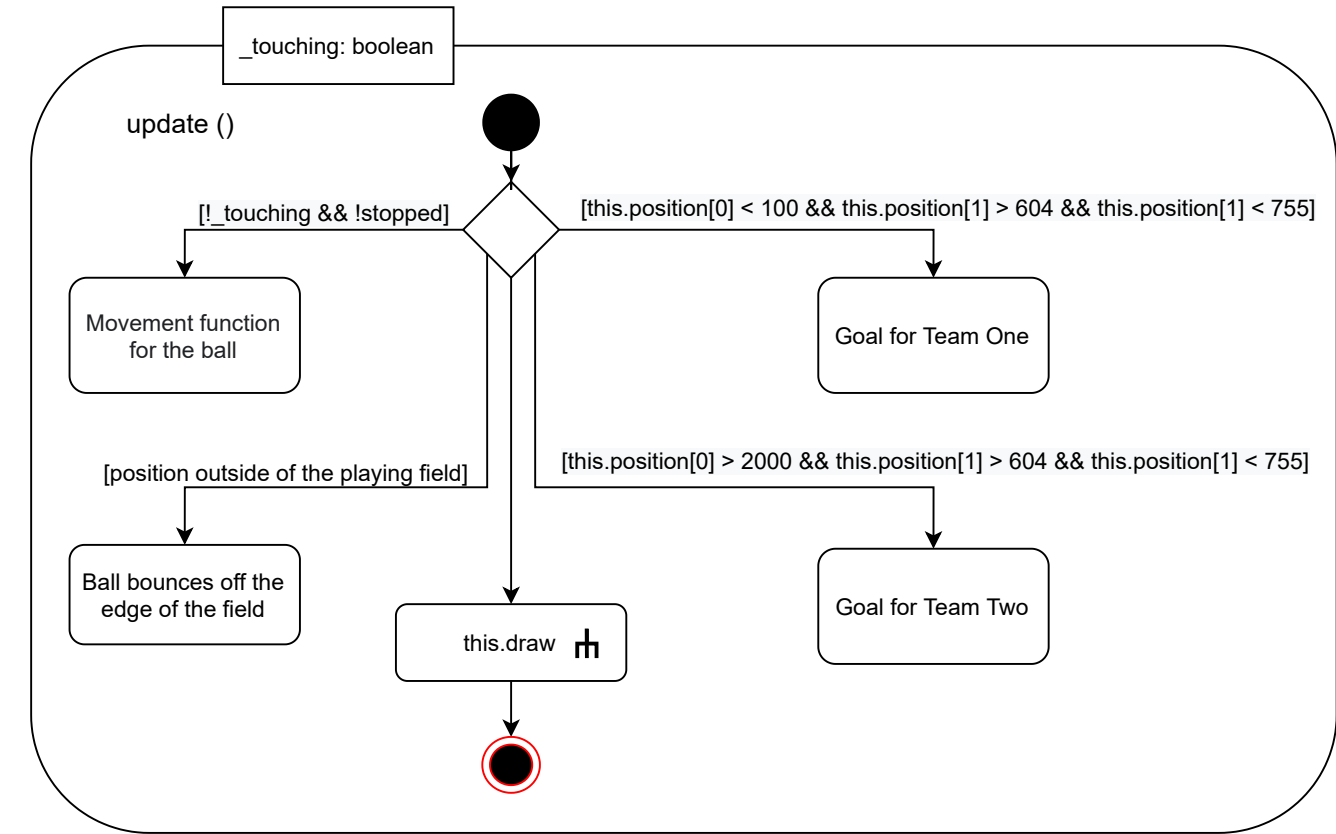 _touching: boolean
update ()
[!_touching && !stopped]
[this.position[0] < 100 && this.position[1] > 604 && this.position[1] < 755]
Movement function
for the ball
Goal for Team One
[position outside of the playing field]
[this.position[0] > 2000 && this.position[1] > 604 && this.position[1] < 755]
Ball bounces off the
edge of the field
this.draw
Goal for Team Two